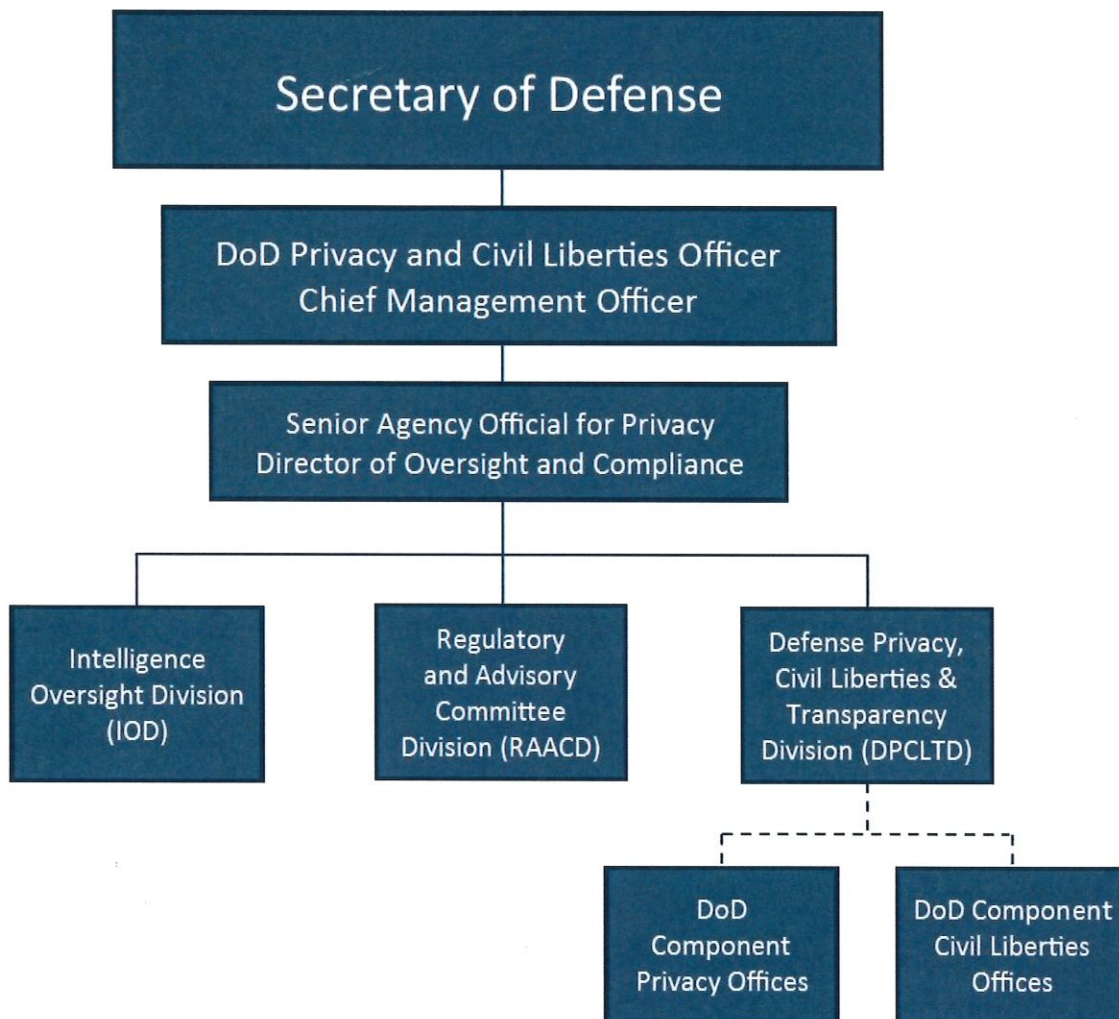 Secretary of Defense
DoD Privacy and Civil Liberties Officer
Chief Management Officer
Senior Agency Official for Privacy
Director of Oversight and Compliance
Intelligence
Oversight Division
(IOD)
Regulatory
and Advisory
Committee
Division (RAACD)
Defense Privacy,
Civil Liberties &
Transparency
Division (DPCLTD)
DoD
Component
Privacy Offices
DoD Component
Civil Liberties
Offices